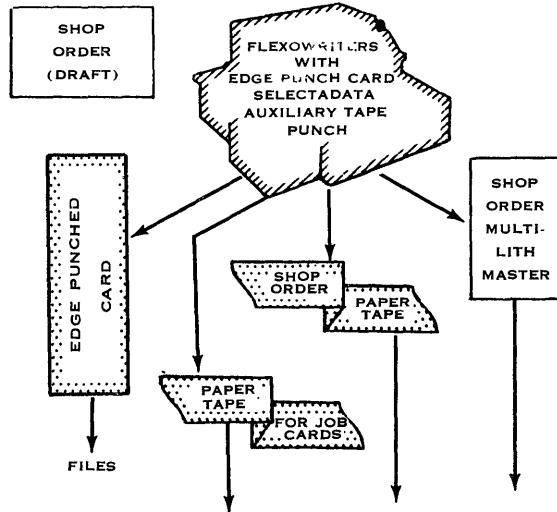 SHOP
ORDER
(DRAFT)
FLEXOWRITERS
WITH
EDGE PUNCH CARD
SELECTADATA
AUXILIARY TAPE
PUNCH
EDGE PUNCHED
CARD
FILES
SHOP
ORDER
PAPER
TAPE
PAPER
TAPE
FOR JOB
CARDS
SHOP
ORDER
MULTI-
LITH
MASTER